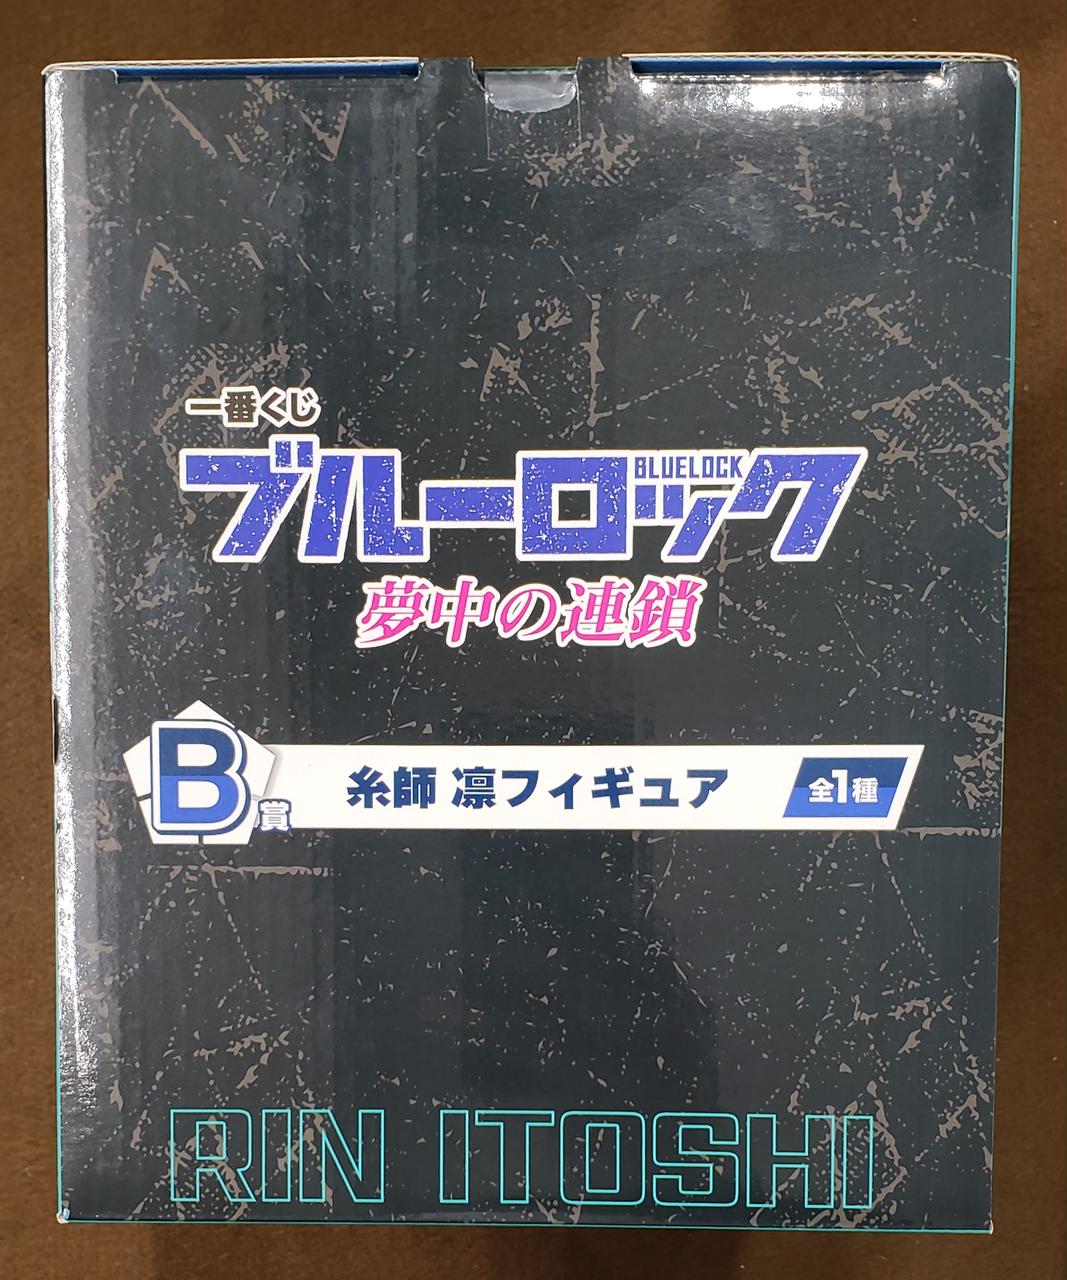 一番くじ
ブルーロック
BLUELOCK
夢中の連鎖
B賞 糸師 凛フィギュア 全1種
RIN ITOSHI